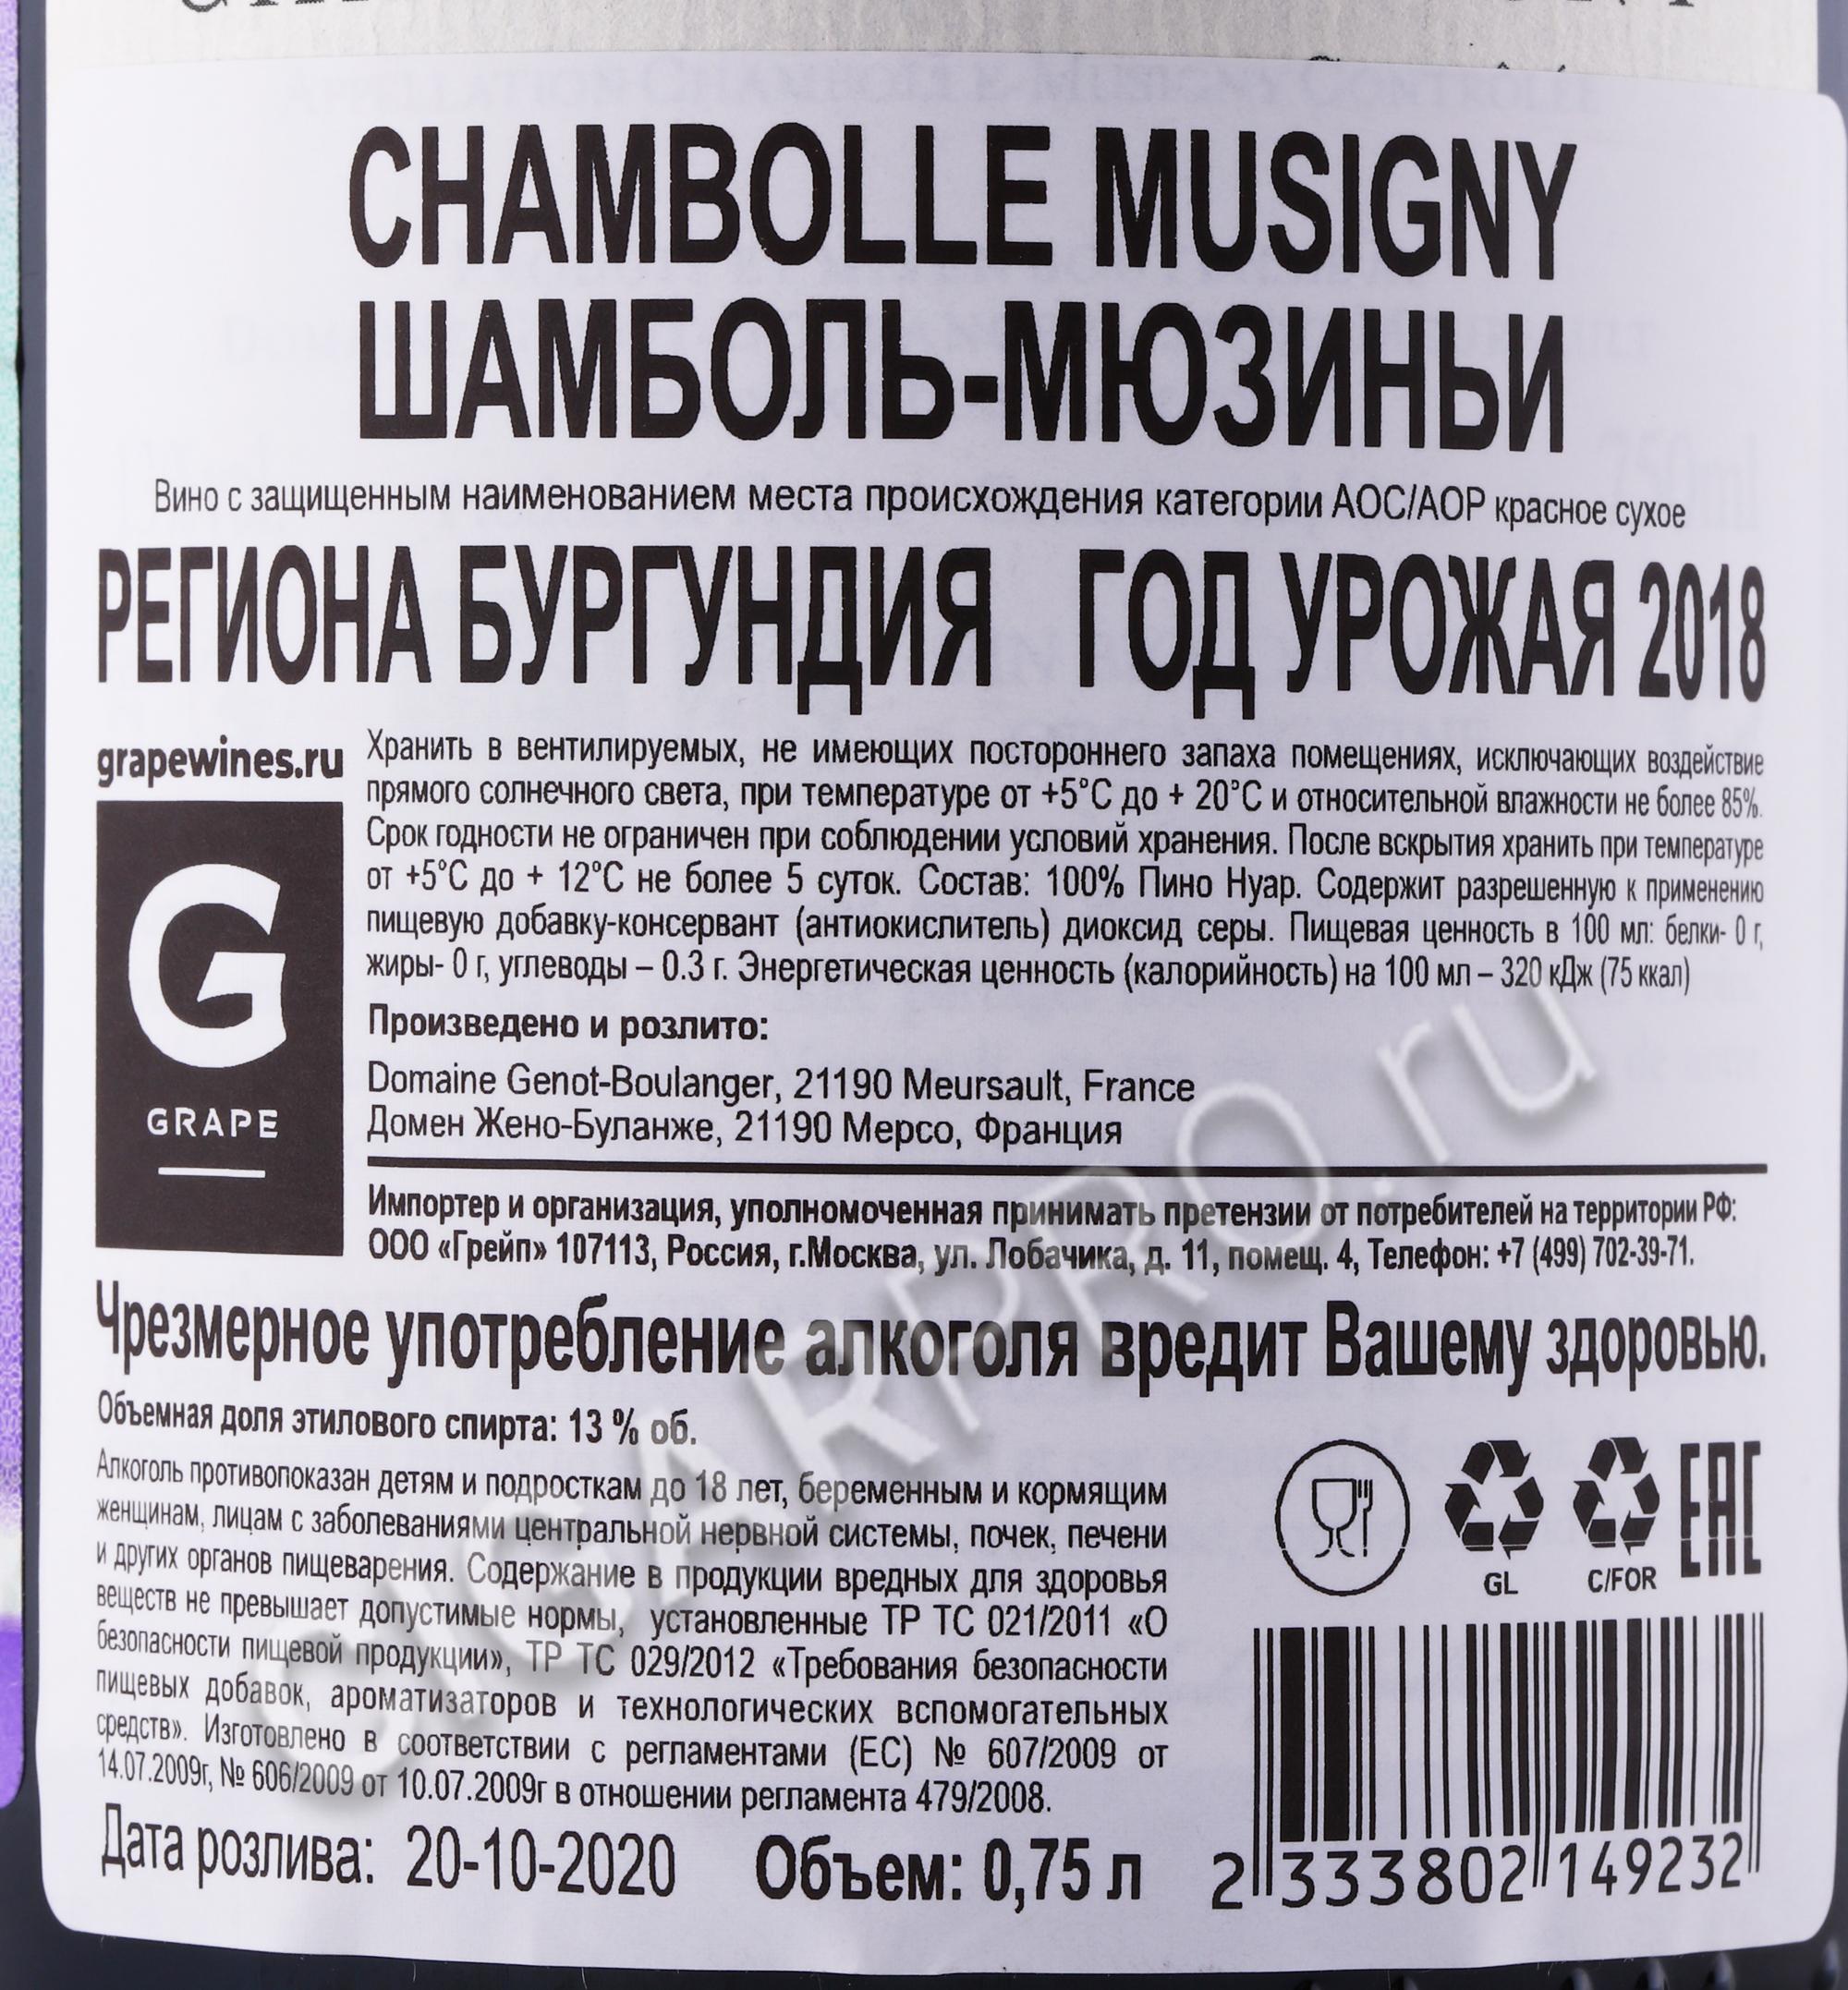 CHAMBOLLE MUSIGNY
ШАМБОЛЬ-МЮЗИНЬИ
Вино с защищенным наименованием места происхождения категории AOC/AOP красное сухое
РЕГИОНА БУРГУНДИЯ ГОД УРОЖАЯ 2018
grapewines.ru
G
GRAPE
Хранить в вентилируемых, не имеющих постороннего запаха помещениях, исключающих воздействие
прямого солнечного света, при температуре от +5°С до + 20°С и относительной влажности не более 85%.
Срок годности не ограничен при соблюдении условий хранения. После вскрытия хранить при температуре
от +5°С до + 12°С не более 5 суток. Состав: 100% Пино Нуар. Содержит разрешенную к применению
пищевую добавку-консервант (антиокислитель) диоксид серы. Пищевая ценность в 100 мл: белки- 0 г,
жиры- 0 г, углеводы – 0.3 г. Энергетическая ценность (калорийность) на 100 мл – 320 кДж (75 ккал)
Произведено и розлито:
Domaine Genot-Boulanger, 21190 Meursault, France
Домен Жено-Буланже, 21190 Мерсо, Франция
Импортер и организация, уполномоченная принимать претензии от потребителей на территории РФ:
ООО «Грейп» 107113, Россия, г.Москва, ул. Лобачика, д. 11, помещ. 4, Телефон: +7 (499) 702-39-71.
Чрезмерное употребление алкоголя вредит Вашему здоровью.
Объемная доля этилового спирта: 13 % об.
Алкоголь противопоказан детям и подросткам до 18 лет, беременным и кормящим
женщинам, лицам с заболеваниями центральной нервной системы, почек, печени
и других органов пищеварения. Содержание в продукции вредных для здоровья
веществ не превышает допустимые нормы, установленные ТР ТС 021/2011 «О
безопасности пищевой продукции», ТР ТС 029/2012 «Требования безопасности
пищевых добавок, ароматизаторов и технологических вспомогательных
средств». Изготовлено в соответствии с регламентами (ЕС) № 607/2009 от
14.07.2009г, № 606/2009 от 10.07.2009г в отношении регламента 479/2008.
GL C/FOR EAC
Дата розлива: 20-10-2020 Объем: 0,75 л
2 333802 149232
CIGARPRO.ru